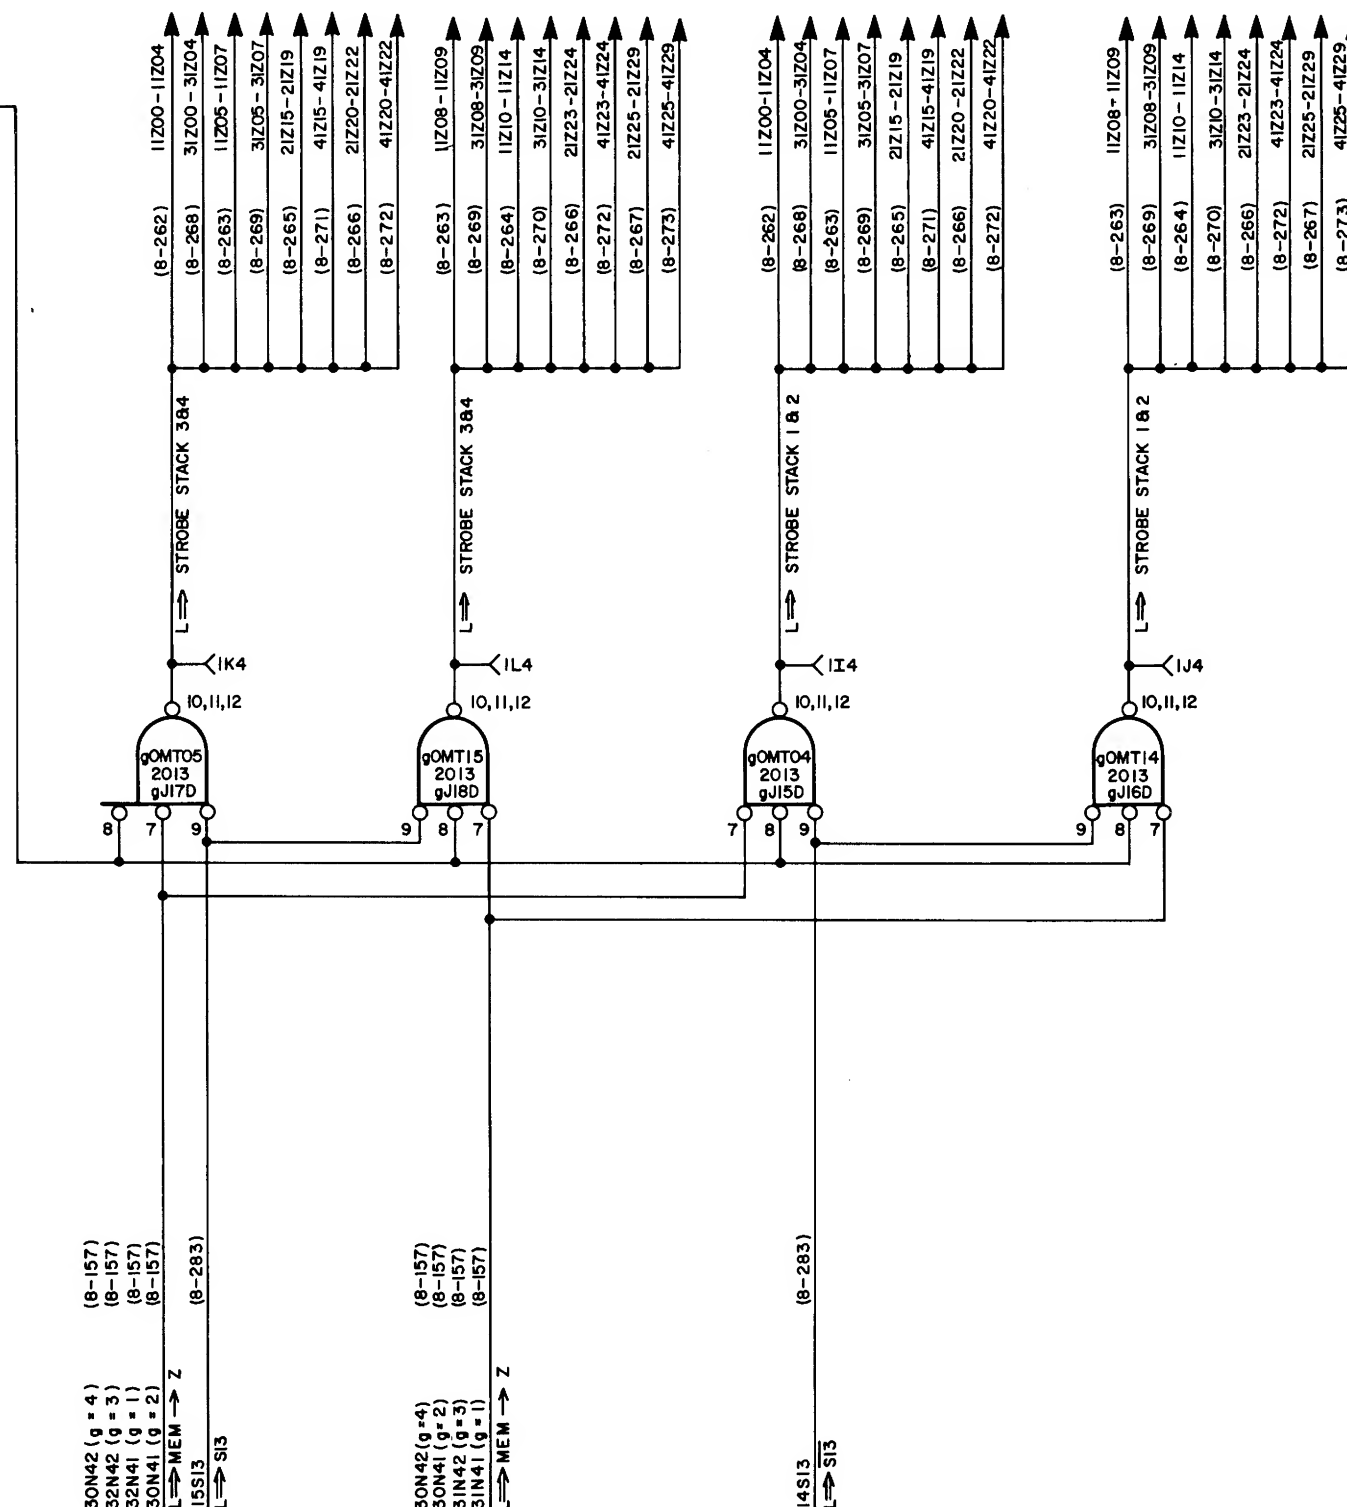 11Z00-11Z04
31Z00-31Z04
11Z05-11Z07
31Z05-31Z07
21Z15-21Z19
41Z15-41Z19
21Z20-21Z22
41Z20-41Z22
11Z08-11Z09
31Z08-31Z09
11Z10-11Z14
31Z10-31Z14
21Z23-21Z24
41Z23-41Z24
21Z25-21Z29
41Z25-41Z29
11Z00-11Z04
31Z00-31Z04
11Z05-11Z07
31Z05-31Z07
21Z15-21Z19
41Z15-41Z19
21Z20-21Z22
41Z20-41Z22
11Z08-11Z09
31Z08-31Z09
11Z10-11Z14
31Z10-31Z14
21Z23-21Z24
41Z23-41Z24
21Z25-21Z29
41Z25-41Z29
(8-262)
(8-268)
(8-263)
(8-269)
(8-265)
(8-271)
(8-266)
(8-272)
(8-263)
(8-269)
(8-264)
(8-270)
(8-266)
(8-272)
(8-267)
(8-273)
(8-262)
(8-268)
(8-263)
(8-269)
(8-265)
(8-271)
(8-266)
(8-272)
(8-263)
(8-269)
(8-264)
(8-270)
(8-266)
(8-272)
(8-267)
(8-273)
L⇒ STROBE STACK 3&4
L⇒ STROBE STACK 3&4
L⇒ STROBE STACK 1 & 2
L⇒ STROBE STACK 1 & 2
1K4
1L4
1I4
1J4
10,11,12
10,11,12
10,11,12
10,11,12
gOMT05
2013
gJ17D
gOMT15
2013
gJ18D
gOMT04
2013
gJ15D
gOMT14
2013
gJ16D
8 7 9
9 8 7
7 8 9
9 8 7
30N42 (g = 4) (8-157)
32N42 (g = 3) (8-157)
32N41 (g = 1) (8-157)
30N41 (g = 2) (8-157)
L⇒MEM → Z
15S13 (8-283)
L⇒ S13
30N42 (g=4) (8-157)
30N41 (g=2) (8-157)
31N42 (g=3) (8-157)
31N41 (g=1) (8-157)
L⇒MEM → Z
14S13 (8-283)
L⇒ S̅1̅3̅